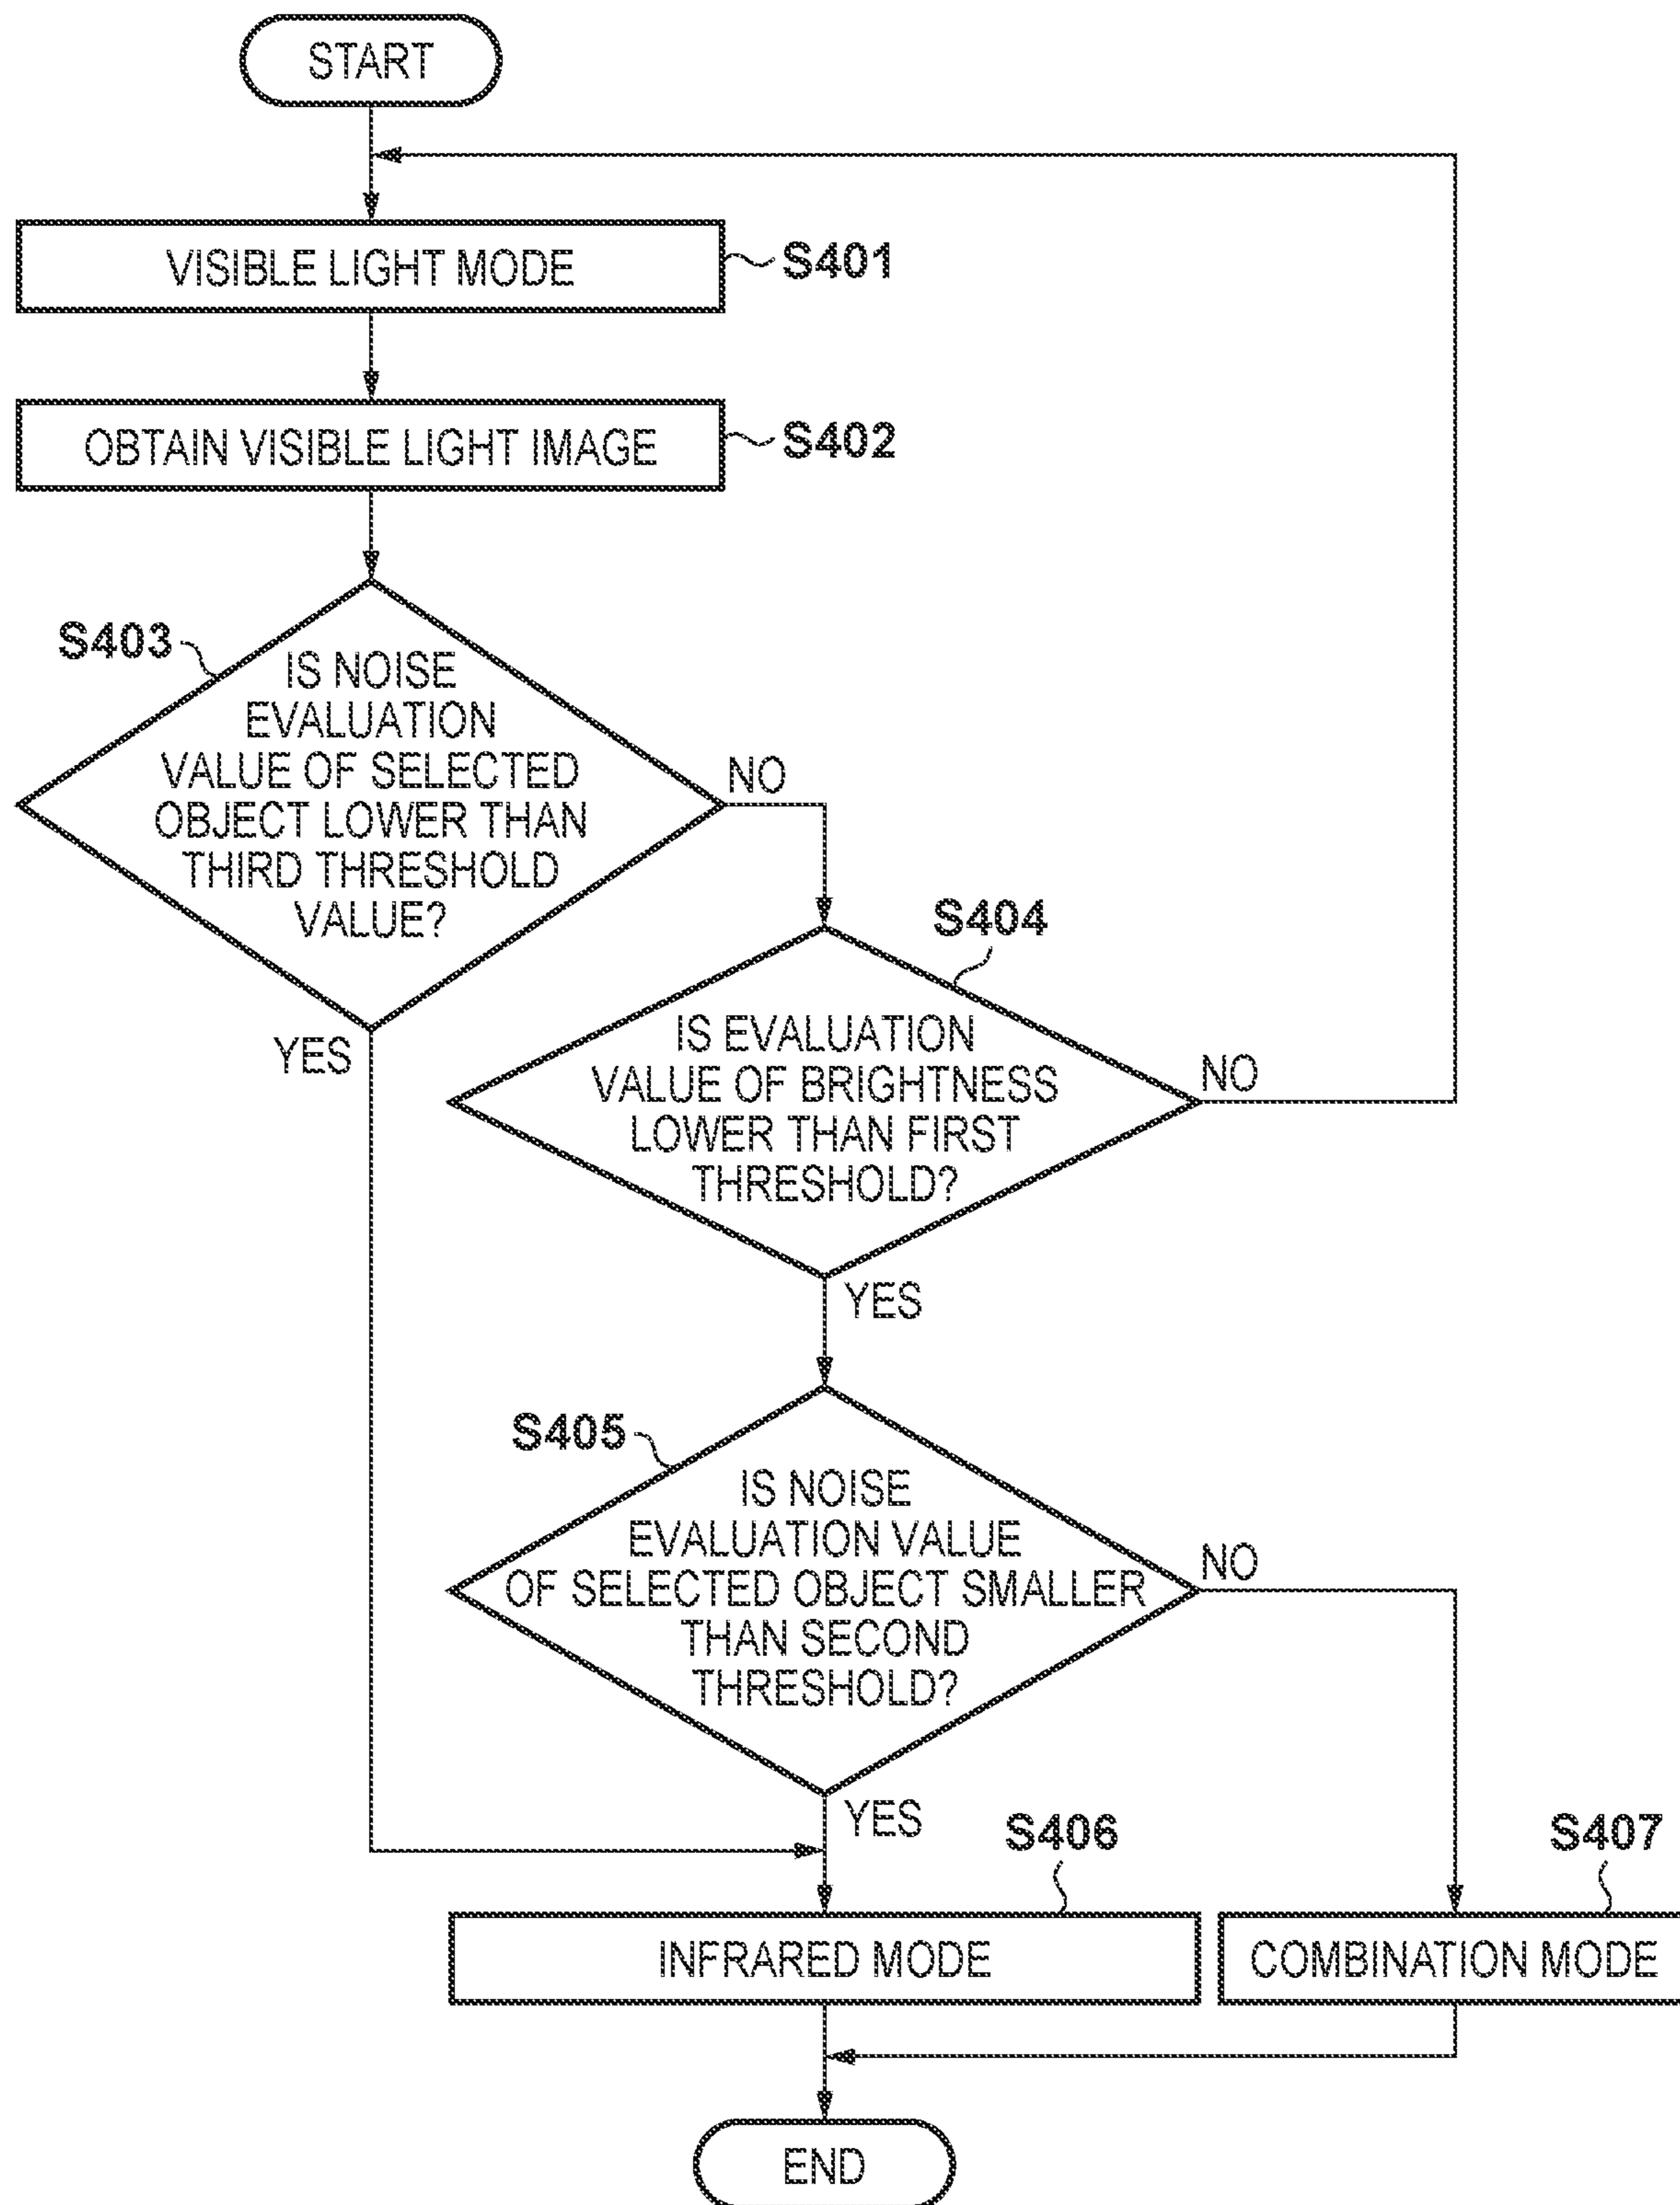 START
VISIBLE LIGHT MODE
S401
OBTAIN VISIBLE LIGHT IMAGE
S402
S403
IS NOISE
EVALUATION
VALUE OF SELECTED
OBJECT LOWER THAN
THIRD THRESHOLD
VALUE?
NO
YES
S404
IS EVALUATION
VALUE OF BRIGHTNESS
LOWER THAN FIRST
THRESHOLD?
NO
YES
S405
IS NOISE
EVALUATION VALUE
OF SELECTED OBJECT SMALLER
THAN SECOND
THRESHOLD?
NO
YES
S406
INFRARED MODE
S407
COMBINATION MODE
END